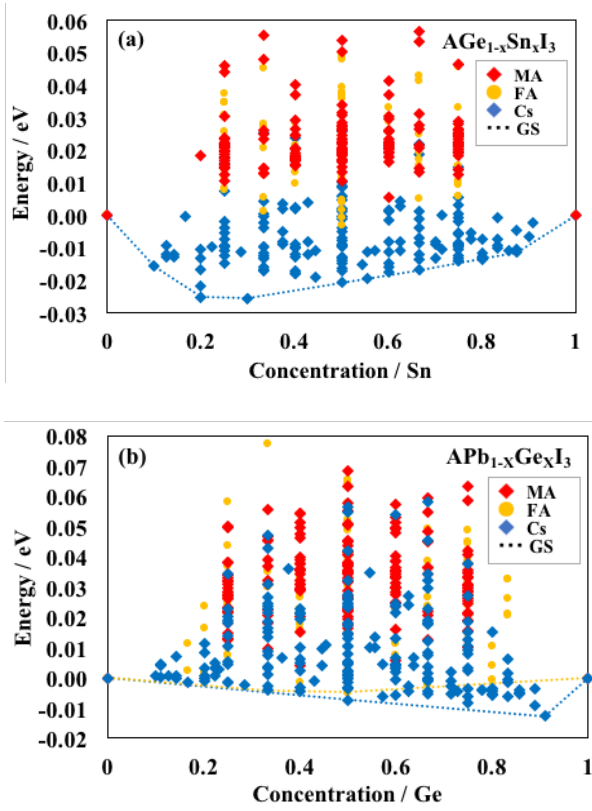 (a)
AGe₁₋ₓSnₓI₃
MA
FA
Cs
GS
Energy / eV
0.06
0.05
0.04
0.03
0.02
0.01
0.00
-0.01
-0.02
-0.03
0
0.2
0.4
0.6
0.8
1
Concentration / Sn
(b)
APb₁₋XGeXI₃
MA
FA
Cs
GS
Energy / eV
0.08
0.07
0.06
0.05
0.04
0.03
0.02
0.01
0.00
-0.01
-0.02
0
0.2
0.4
0.6
0.8
1
Concentration / Ge